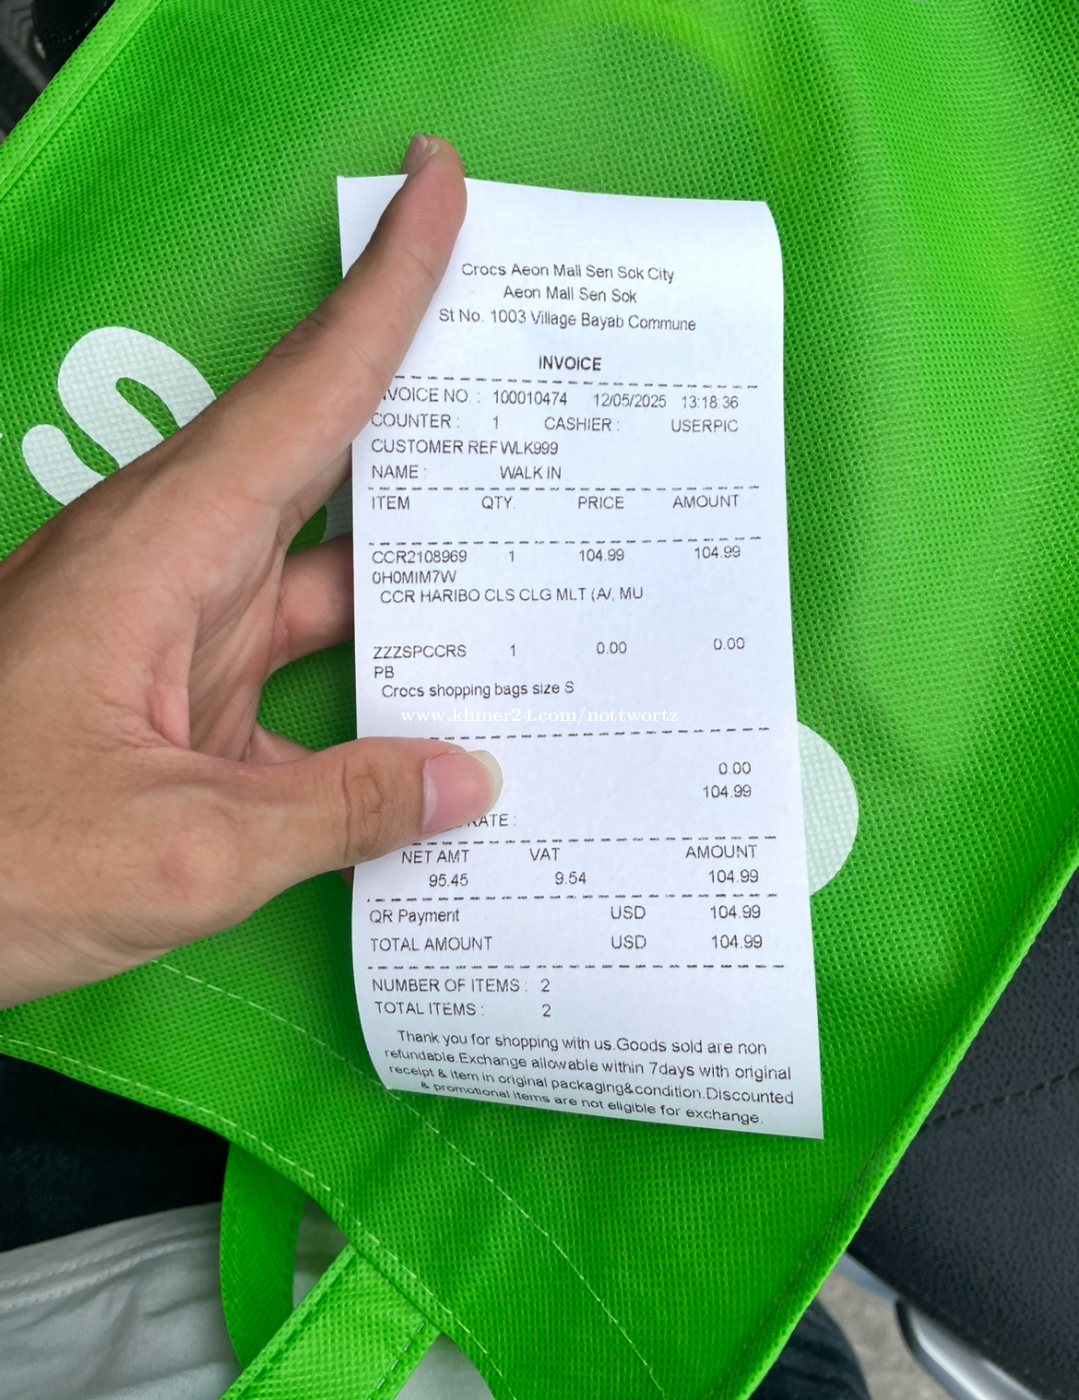 Crocs Aeon Mall Sen Sok City
Aeon Mall Sen Sok
St No. 1003 Village Bayab Commune
INVOICE
VOICE NO. : 100010474 12/05/2025 13:18:36
COUNTER : 1 CASHIER : USERPIC
CUSTOMER REF WLK999
NAME : WALK IN
ITEM QTY. PRICE AMOUNT
CCR2108969 1 104.99 104.99
0H0MIM7W
CCR HARIBO CLS CLG MLT (A/, MU
ZZZSPCCRS 1 0.00 0.00
PB
Crocs shopping bags size S
www.khmer24.com/nottwortz
0.00
104.99
RATE :
NET AMT VAT AMOUNT
95.45 9.54 104.99
QR Payment USD 104.99
TOTAL AMOUNT USD 104.99
NUMBER OF ITEMS : 2
TOTAL ITEMS : 2
Thank you for shopping with us.Goods sold are non
refundable.Exchange allowable within 7days with original
receipt & Item in original packaging&condition.Discounted
& promotional items are not eligible for exchange.